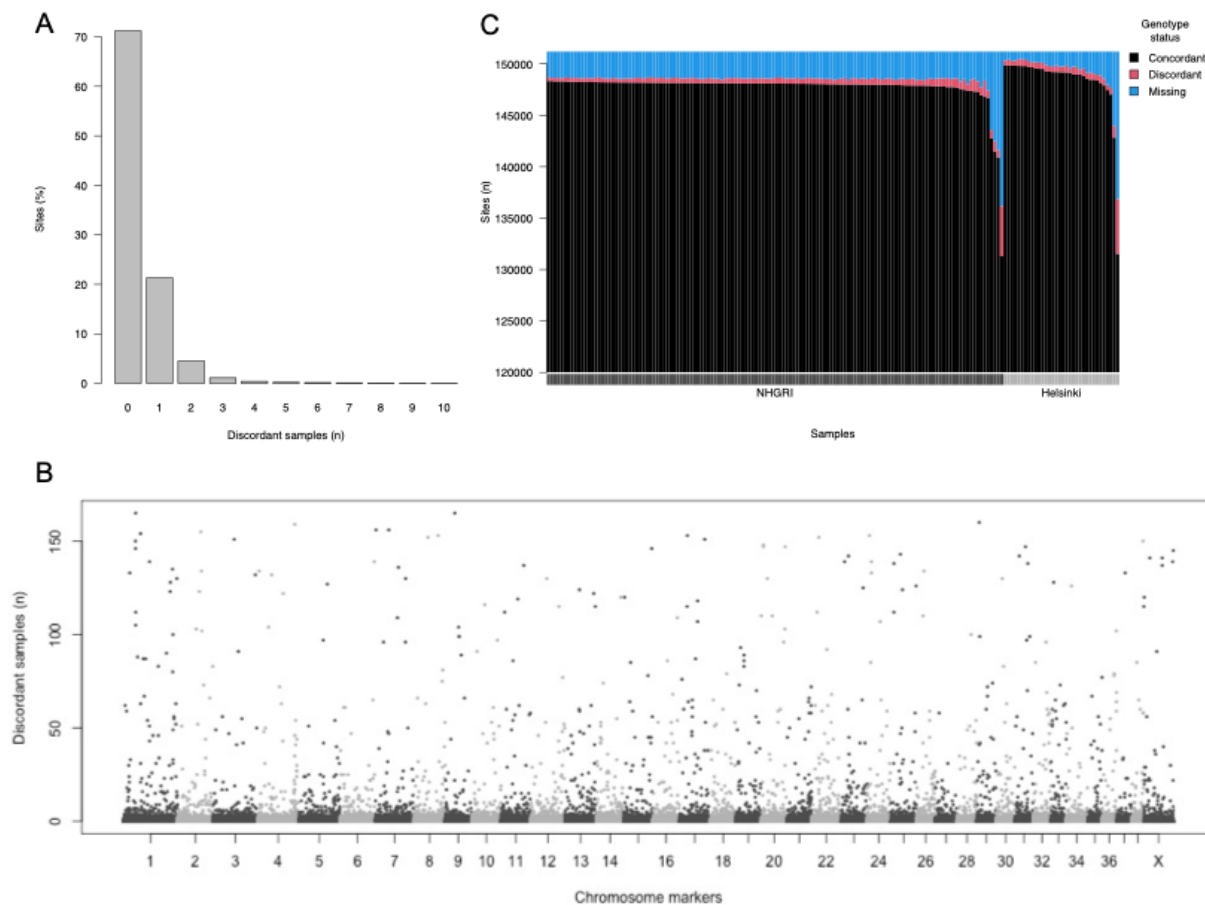 A
70
60
50
40
30
20
10
0
Sites (%)
0 1 2 3 4 5 6 7 8 9 10
Discordant samples (n)
C
Genotype
status
Concordant
Discordant
Missing
150000
145000
140000
135000
130000
125000
120000
Sites (n)
NHGRI Helsinki
Samples
B
150
100
50
0
Discordant samples (n)
1 2 3 4 5 6 7 8 9 10 11 12 13 14 16 18 20 22 24 26 28 30 32 34 36 X
Chromosome markers